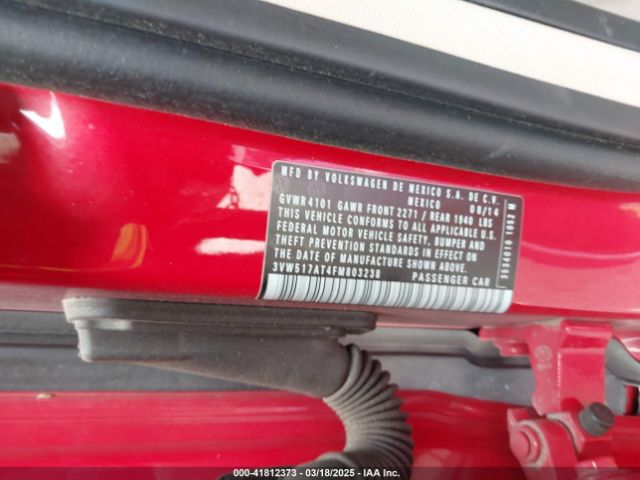 MFD BY VOLKSWAGEN DE MEXICO S.A. DE C.V.
MEXICO 08/14
GVWR 4101 GAWR FRONT 2271 / REAR 1940 LBS
THIS VEHICLE CONFORMS TO ALL APPLICABLE U.S.
FEDERAL MOTOR VEHICLE SAFETY, BUMPER AND
THEFT PREVENTION STANDARDS IN EFFECT ON
THE DATE OF MANUFACTURE SHOWN ABOVE.
3VW517AT4FM803238 PASSENGER CAR
000-41812373 - 03/18/2025 - IAA Inc.